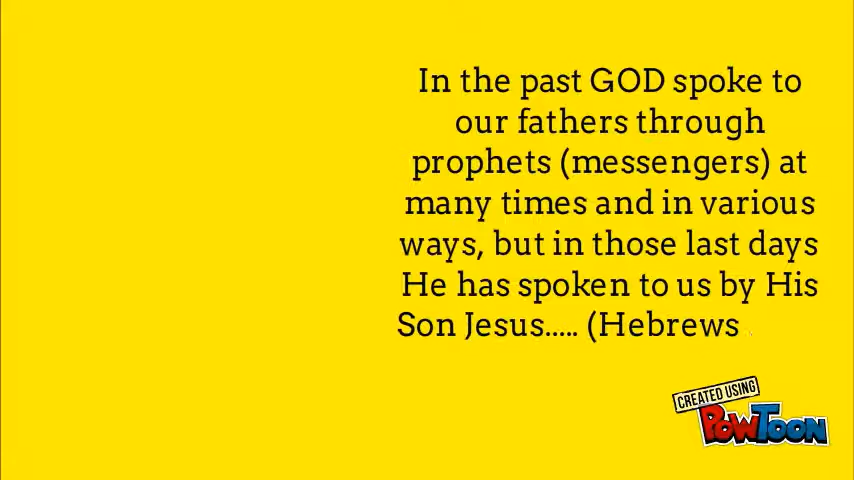 In the past GOD spoke to
our fathers through
prophets (messengers) at
many times and in various
ways, but in those last days
He has spoken to us by His
Son Jesus..... (Hebrews
CREATED USING
POWTOON